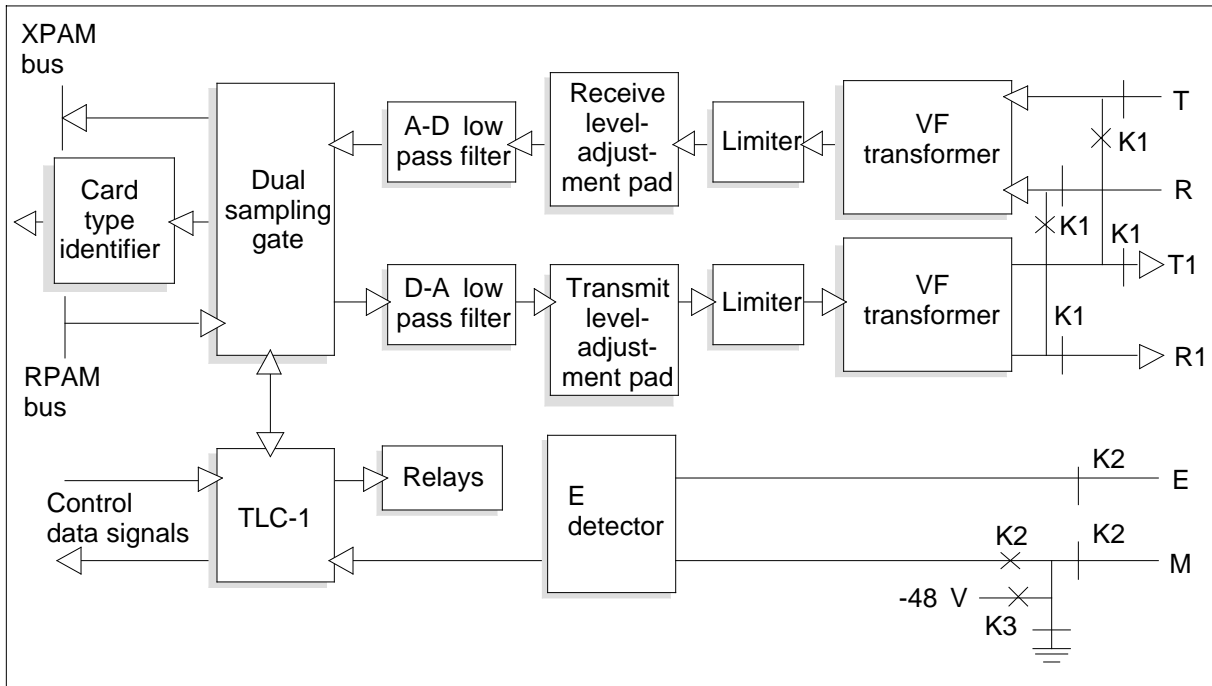 XPAM
bus
Card
type
identifier
RPAM
bus
Dual
sampling
gate
A-D low
pass filter
Receive
level-
adjust-
ment pad
Limiter
VF
transformer
T
K1
R
K1
K1
T1
D-A low
pass filter
Transmit
level-
adjust-
ment pad
Limiter
VF
transformer
K1
R1
Control
data signals
TLC-1
Relays
E
detector
K2
E
K2
K2
M
-48 V
K3